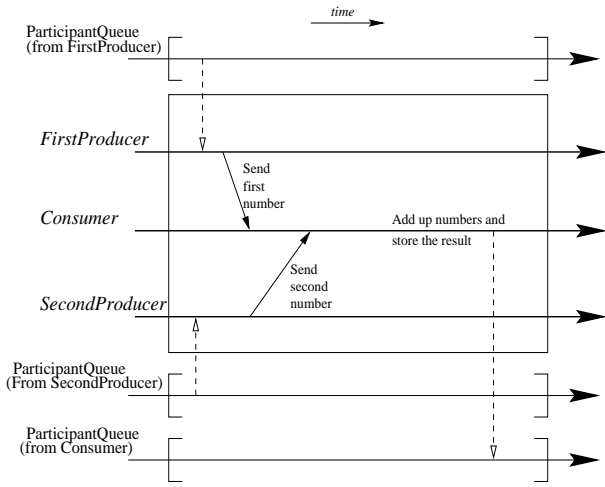 time
ParticipantQueue
(from FirstProducer)
FirstProducer
Send
first
number
Consumer
Add up numbers and
store the result
Send
second
number
SecondProducer
ParticipantQueue
(From SecondProducer)
ParticipantQueue
(from Consumer)